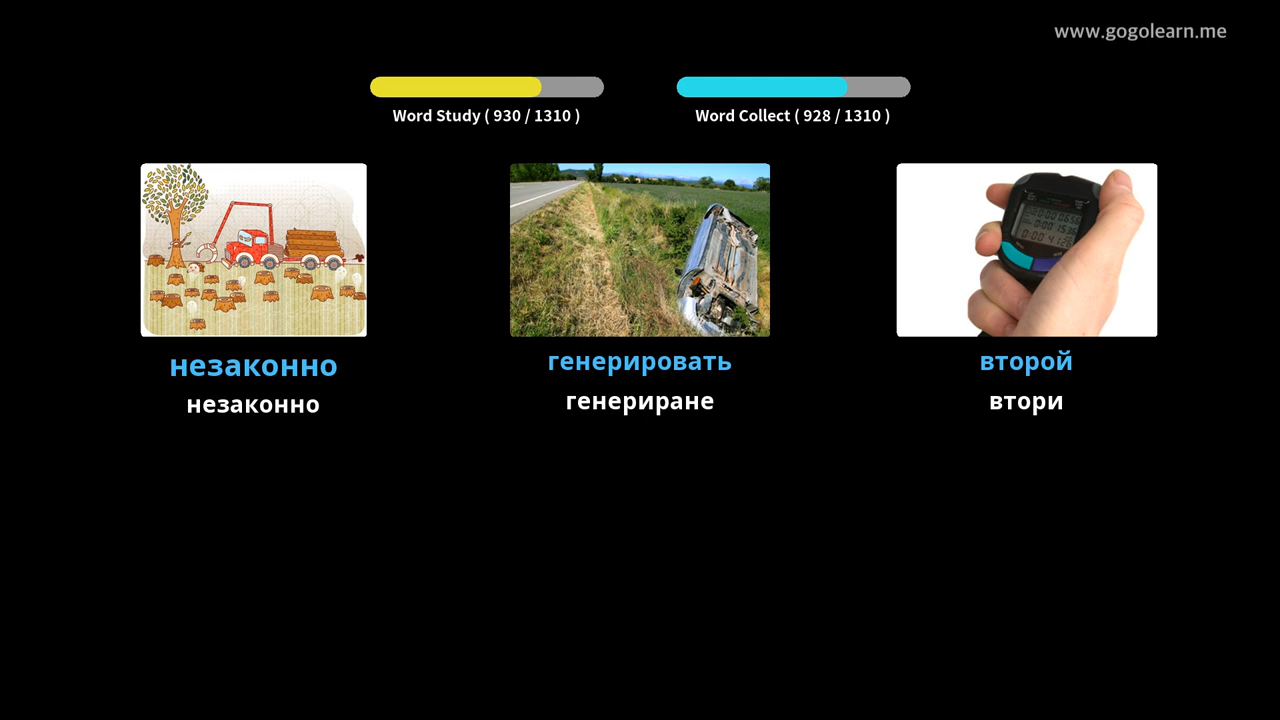 www.gogolearn.me
Word Study ( 930 / 1310 )
Word Collect ( 928 / 1310 )
незаконно
незаконно
генерировать
генериране
второй
втори